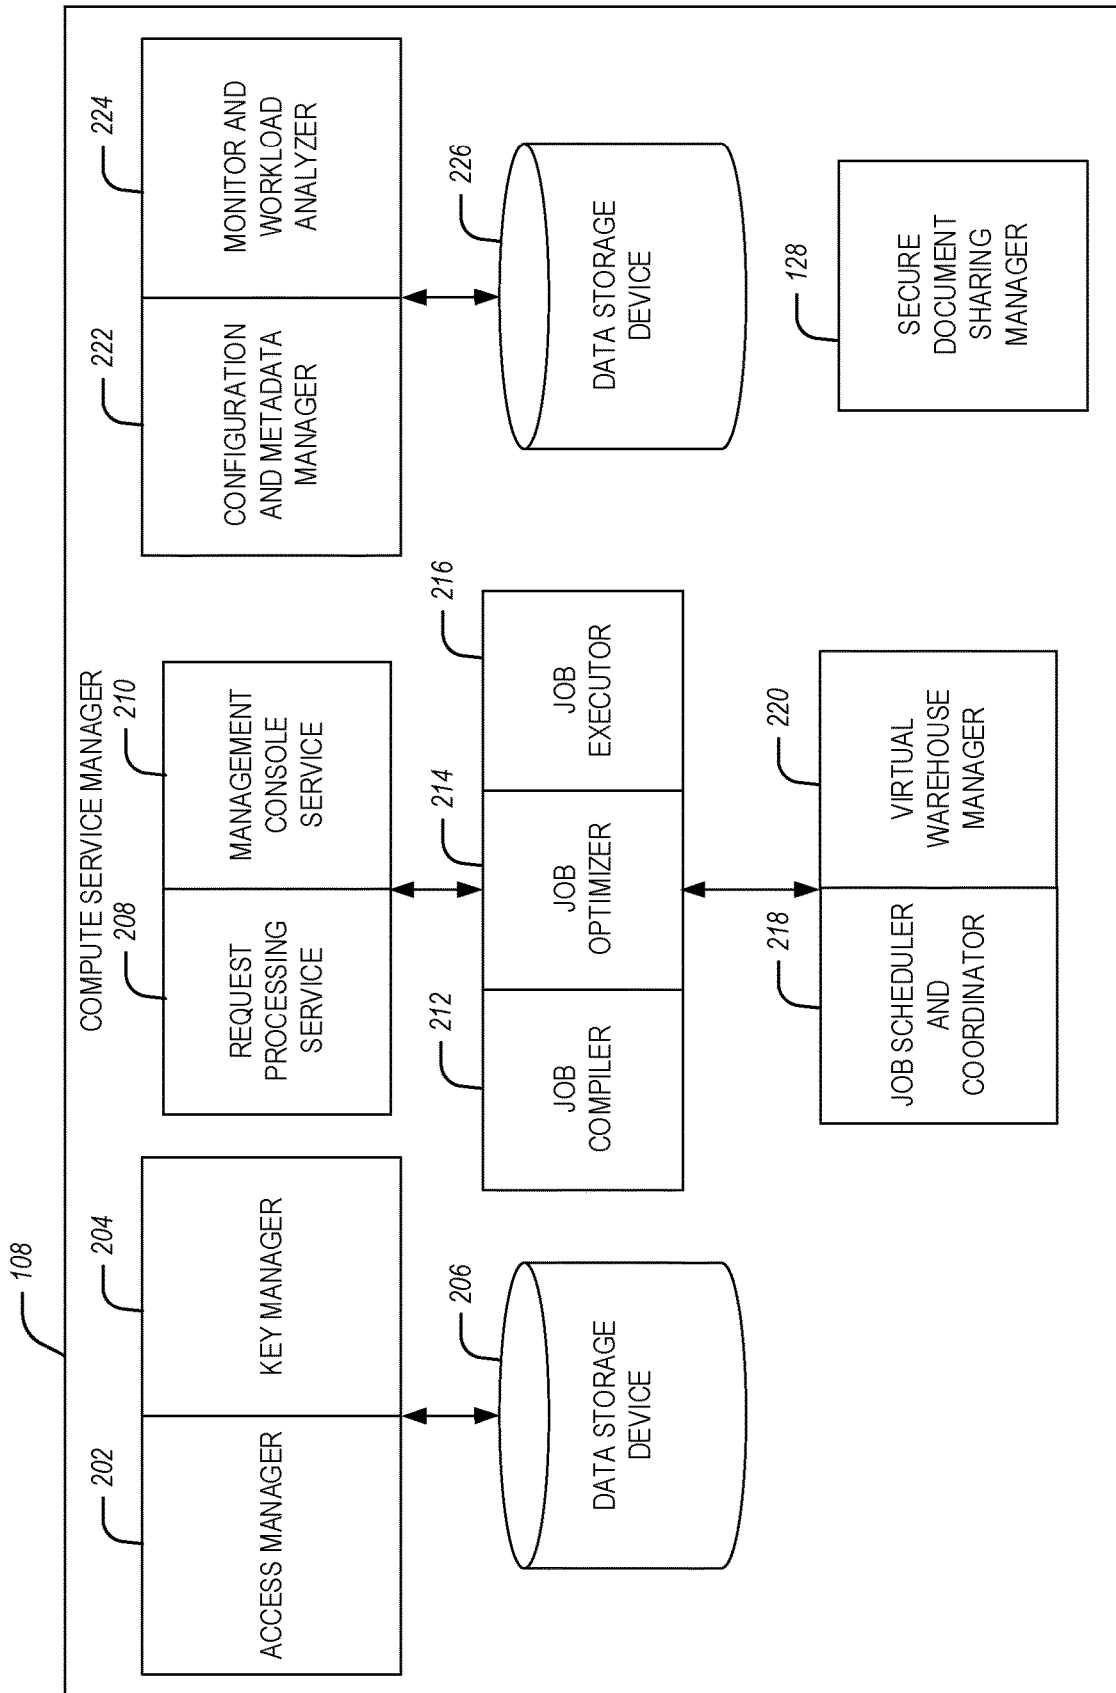 108
COMPUTE SERVICE MANAGER
202
ACCESS MANAGER
204
KEY MANAGER
206
DATA STORAGE
DEVICE
208
REQUEST
PROCESSING
SERVICE
210
MANAGEMENT
CONSOLE
SERVICE
212
JOB
COMPILER
214
JOB
OPTIMIZER
216
JOB
EXECUTOR
218
JOB SCHEDULER
AND
COORDINATOR
220
VIRTUAL
WAREHOUSE
MANAGER
222
CONFIGURATION
AND METADATA
MANAGER
224
MONITOR AND
WORKLOAD
ANALYZER
226
DATA STORAGE
DEVICE
128
SECURE
DOCUMENT
SHARING
MANAGER